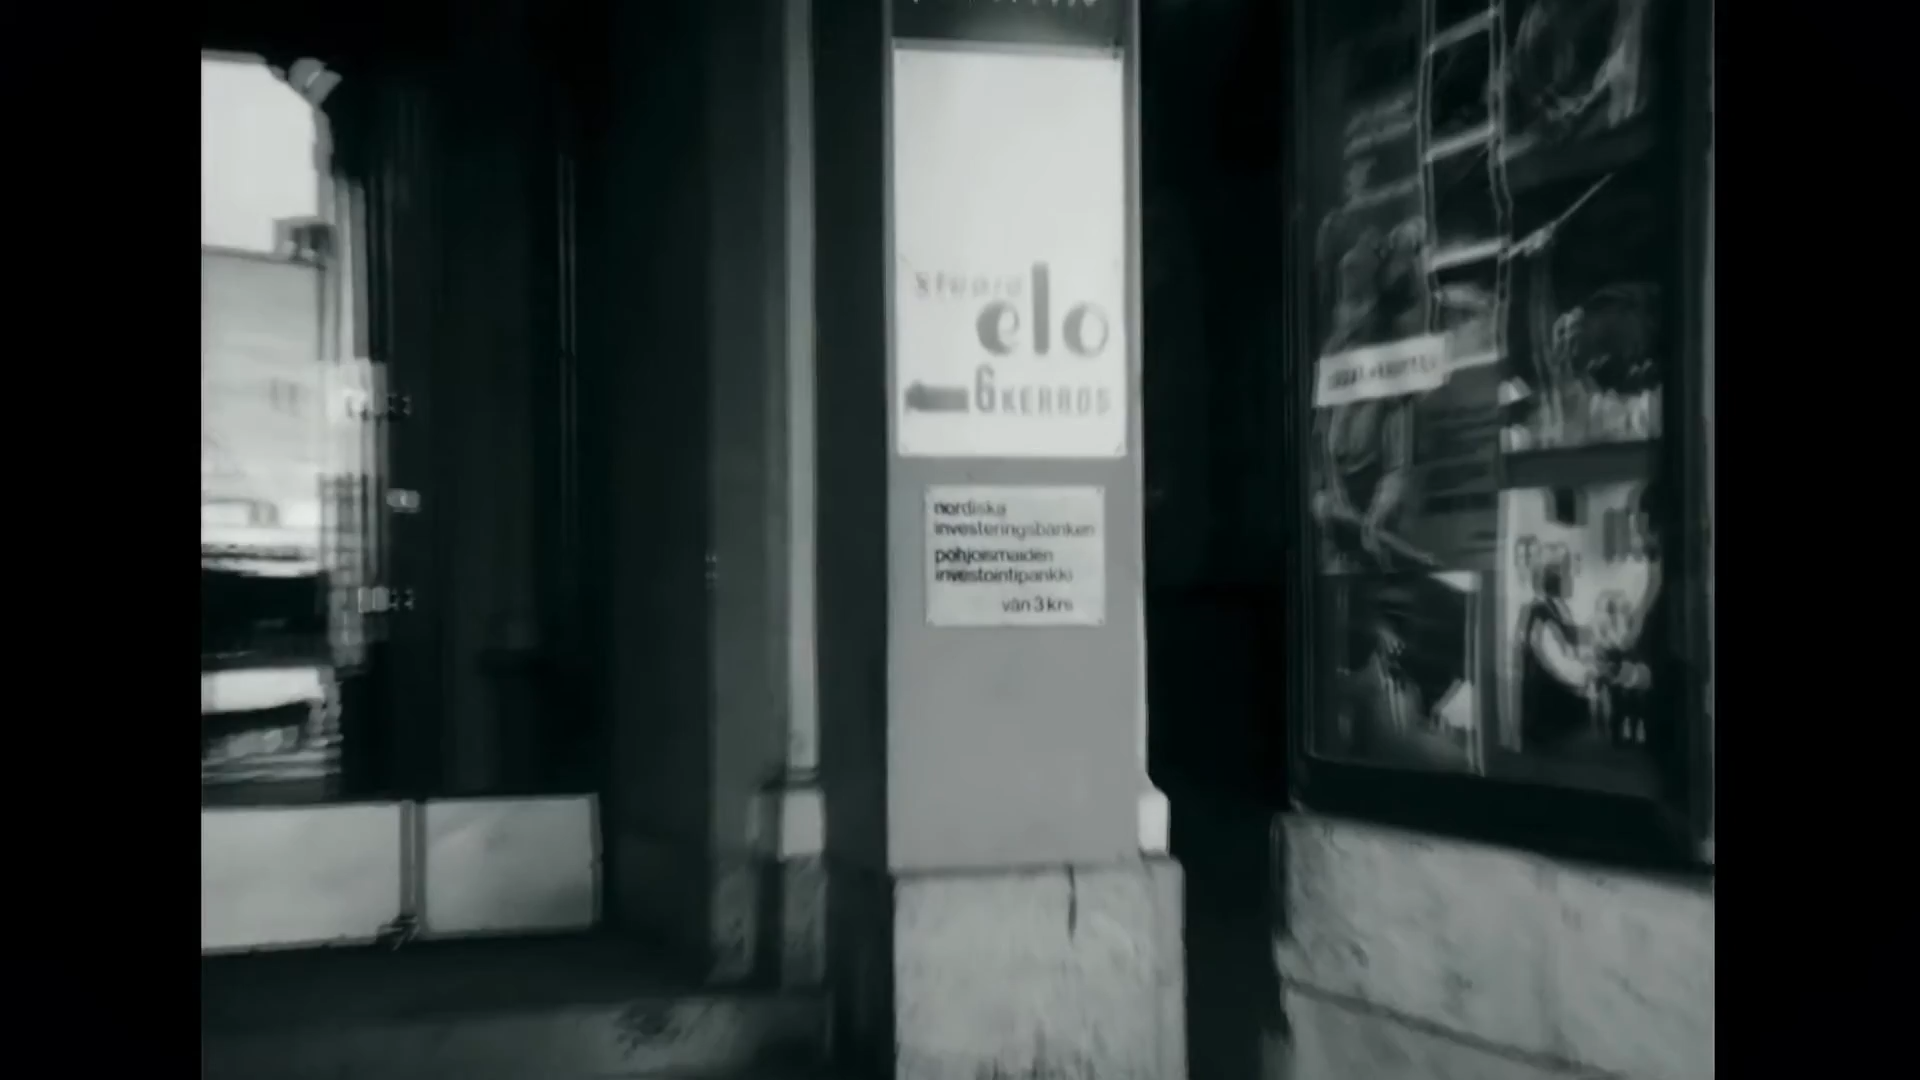 studio
elo
6 KERROS
nordiska
investeringsbanken
pohjoismaiden
investointipankki
vån 3 krs